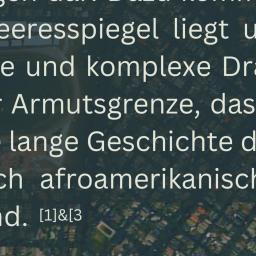 eeresspiegel liegt u
e und komplexe Dra
r Armutsgrenze, das
lange Geschichte d
ch afroamerikanisch
nd. [1]&[3